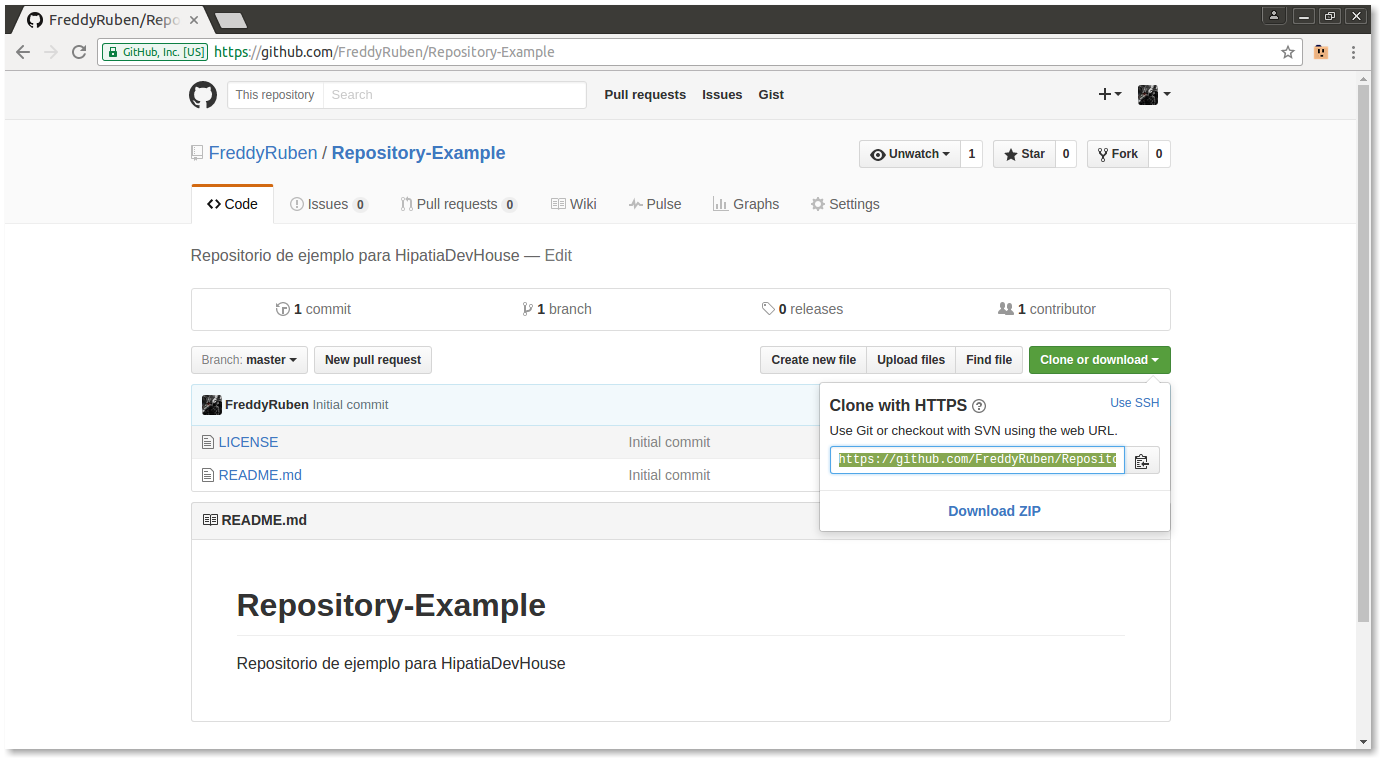 FreddyRuben/Repo
GitHub, Inc. [US] https://github.com/FreddyRuben/Repository-Example
This repository Search Pull requests Issues Gist
FreddyRuben / Repository-Example Unwatch 1 Star 0 Fork 0
Code Issues 0 Pull requests 0 Wiki Pulse Graphs Settings
Repositorio de ejemplo para HipatiaDevHouse — Edit
1 commit 1 branch 0 releases 1 contributor
Branch: master New pull request Create new file Upload files Find file Clone or download
FreddyRuben Initial commit
LICENSE Initial commit
README.md Initial commit
Clone with HTTPS ? Use SSH
Use Git or checkout with SVN using the web URL.
https://github.com/FreddyRuben/Reposito
Download ZIP
README.md
Repository-Example
Repositorio de ejemplo para HipatiaDevHouse